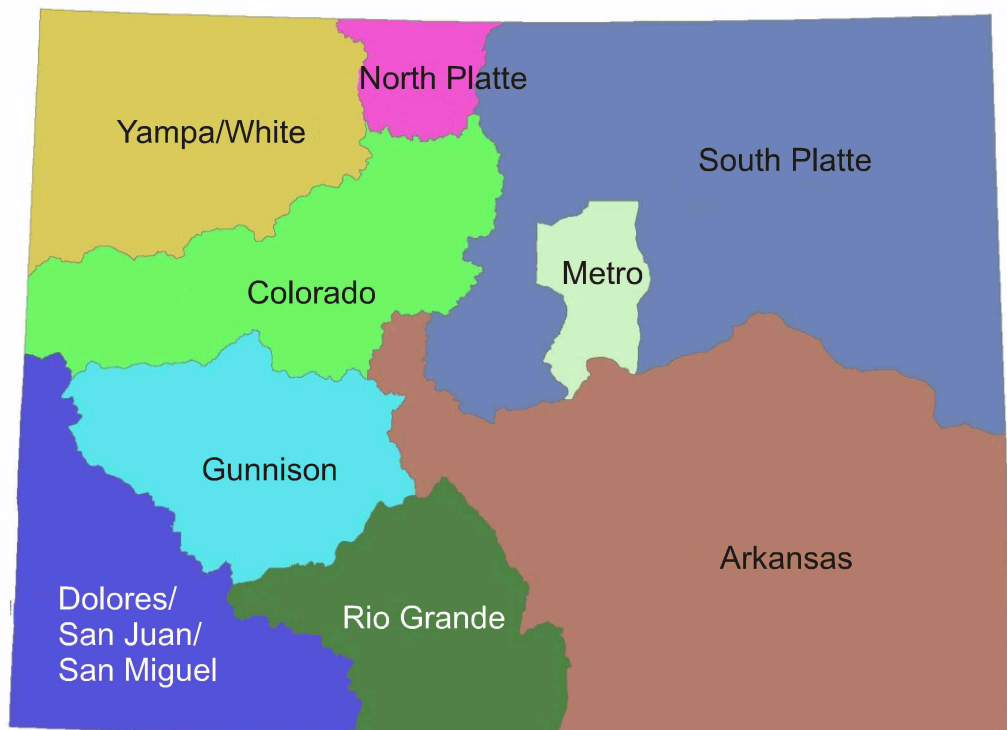 North Platte
Yampa/White
South Platte
Metro
Colorado
Gunnison
Arkansas
Dolores/
San Juan/
San Miguel
Rio Grande